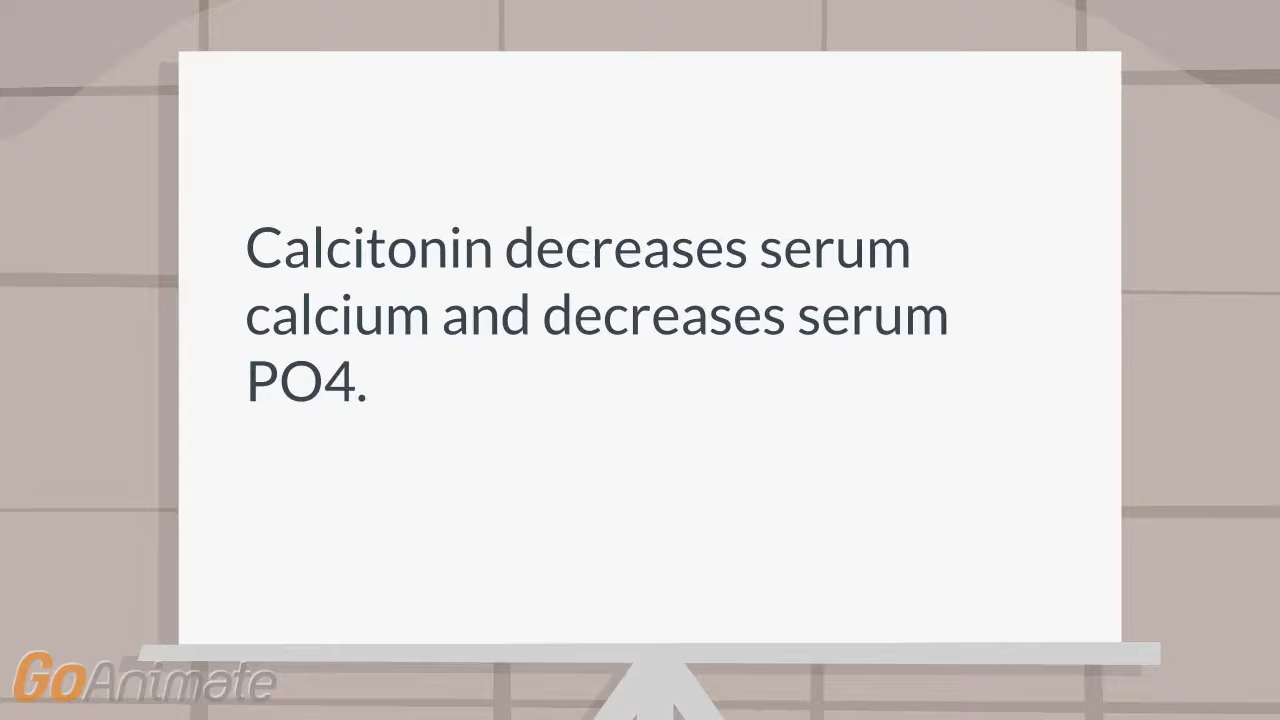 Calcitonin decreases serum
calcium and decreases serum
PO4.
GoAnimate